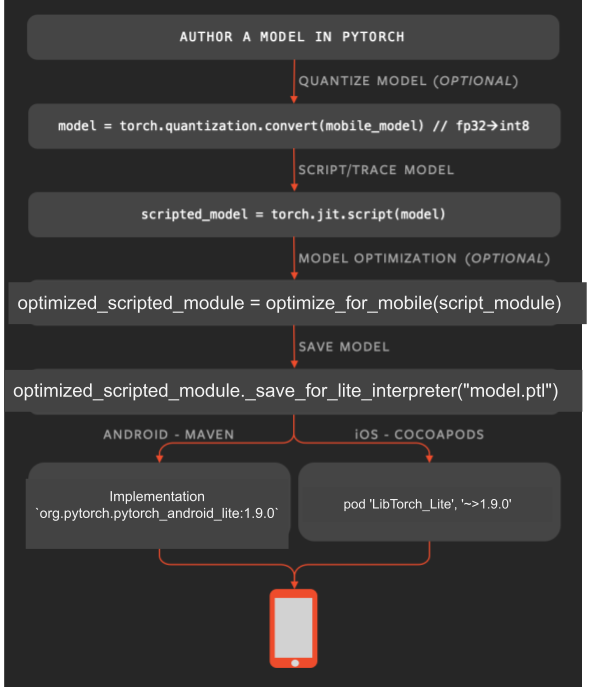 AUTHOR A MODEL IN PYTORCH
QUANTIZE MODEL (OPTIONAL)
model = torch.quantization.convert(mobile_model) // fp32→int8
SCRIPT/TRACE MODEL
scripted_model = torch.jit.script(model)
MODEL OPTIMIZATION (OPTIONAL)
optimized_scripted_module = optimize_for_mobile(script_module)
SAVE MODEL
optimized_scripted_module._save_for_lite_interpreter("model.ptl")
ANDROID - MAVEN
iOS - COCOAPODS
Implementation
`org.pytorch.pytorch_android_lite:1.9.0`
pod 'LibTorch_Lite', '~>1.9.0'